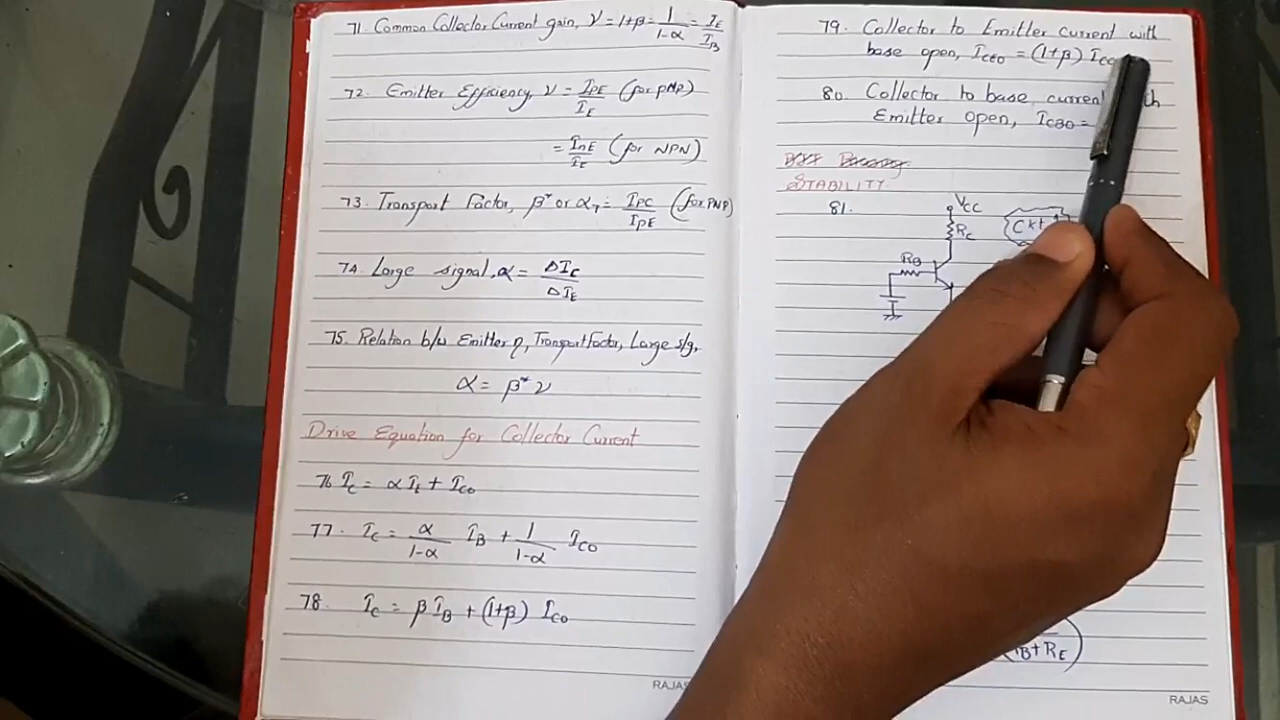 71. Common Collector Current gain, γ = 1+β = 1/(1-α) = I_E/I_B
72. Emitter Efficiency, γ = I_PE/I_E (for PNP)
= I_nE/I_E (for NPN)
73. Transport Factor, β* or α_T = I_PC/I_PE (for PNP)
74. Large signal, α = ΔI_C/ΔI_E
75. Relation b/w Emitter η, Transport factor, Large s/g,
α = β* γ
Drive Equation for Collector Current
76 I_C = α I_E + I_CO
77. I_C = α/(1-α) I_B + 1/(1-α) I_CO
78. I_C = β I_B + (1+β) I_CO
RAJAS
79. Collector to Emitter current with
base open, I_CEO = (1+β) I_CO
80. Collector to base current
Emitter open, I_CBO =
STABILITY
81.
V_CC
R_C
Ckt
R_B
B+R_E)
RAJAS